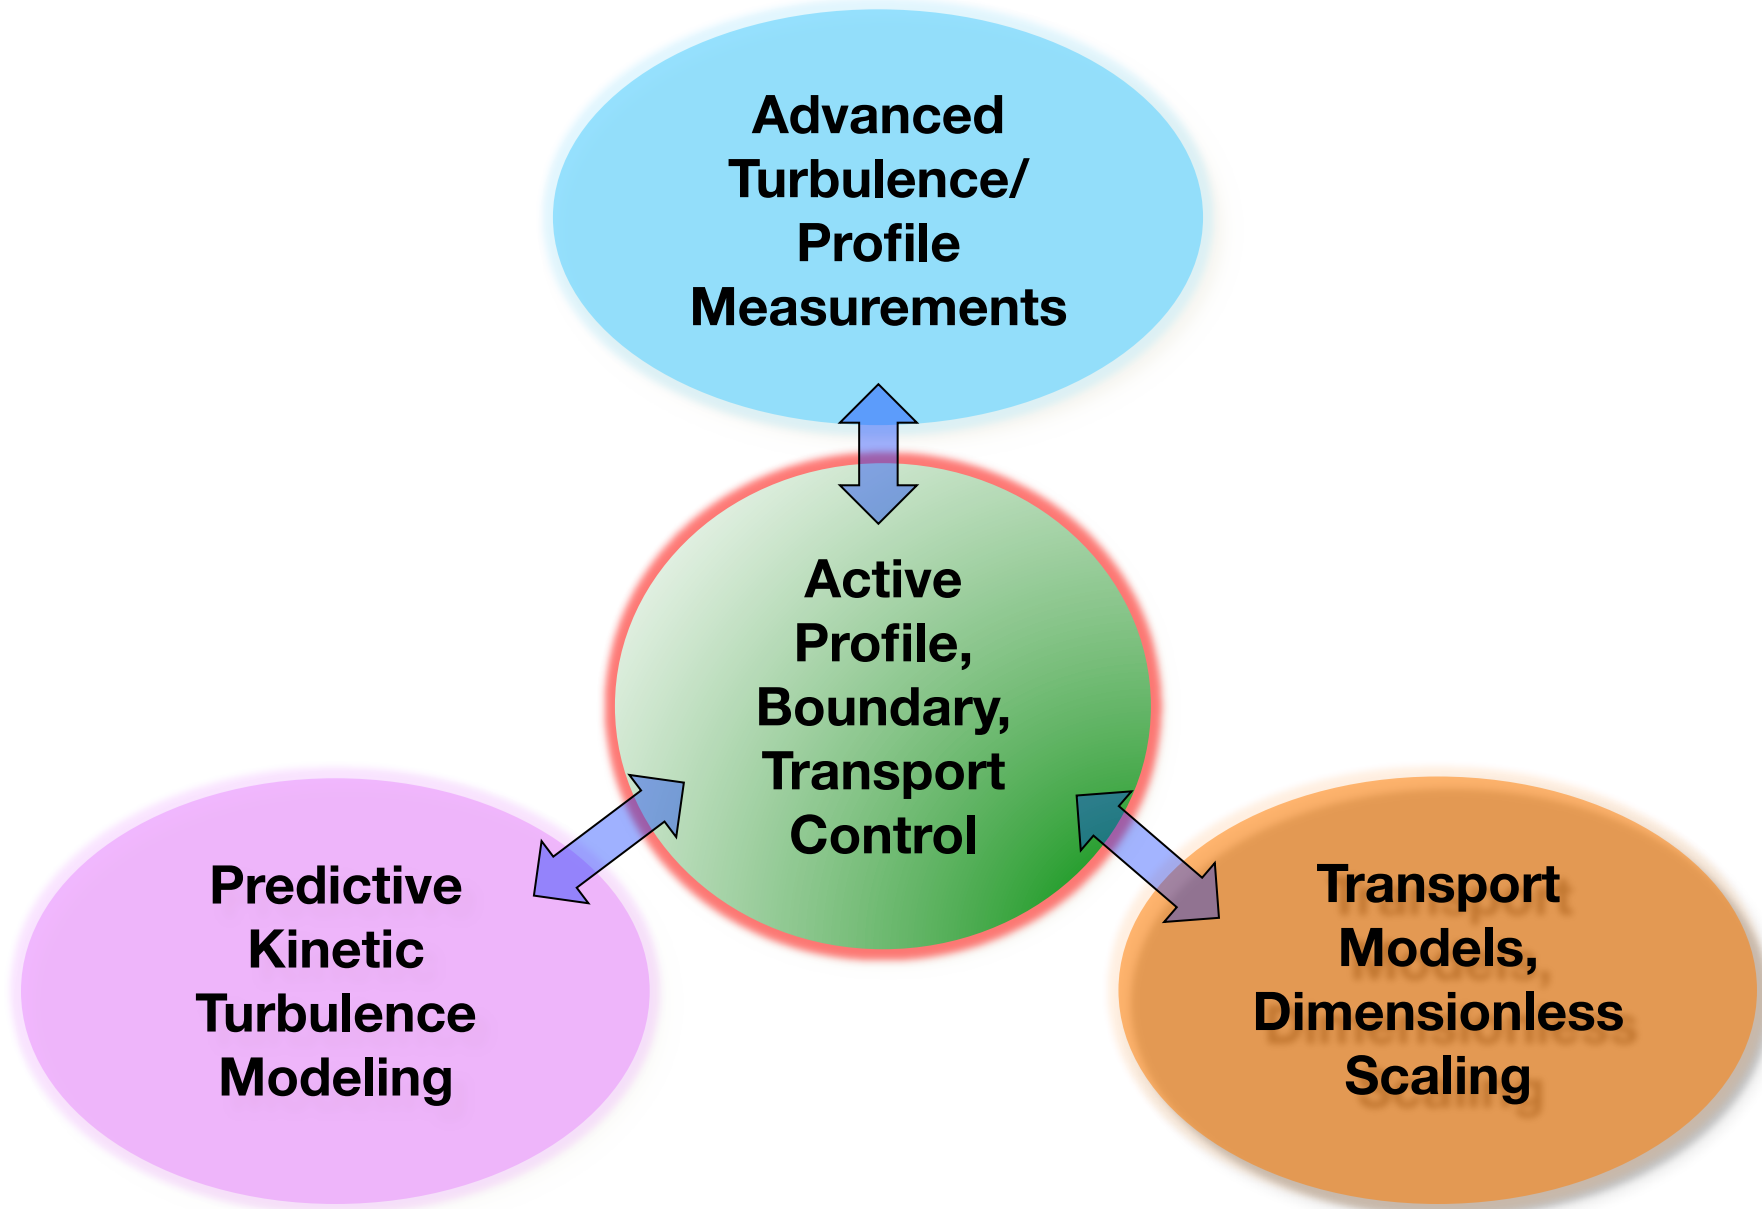 Advanced
Turbulence/
Profile
Measurements
Active
Profile,
Boundary,
Transport
Control
Predictive
Kinetic
Turbulence
Modeling
Transport
Models,
Dimensionless
Scaling